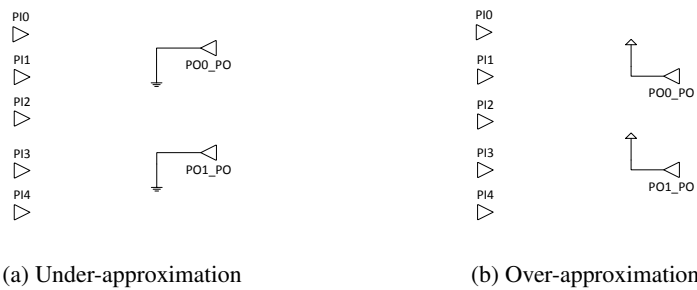 PI0
PI1
PI2
PI3
PI4
PO0_PO
PO1_PO
(a) Under-approximation
PI0
PI1
PI2
PI3
PI4
PO0_PO
PO1_PO
(b) Over-approximation